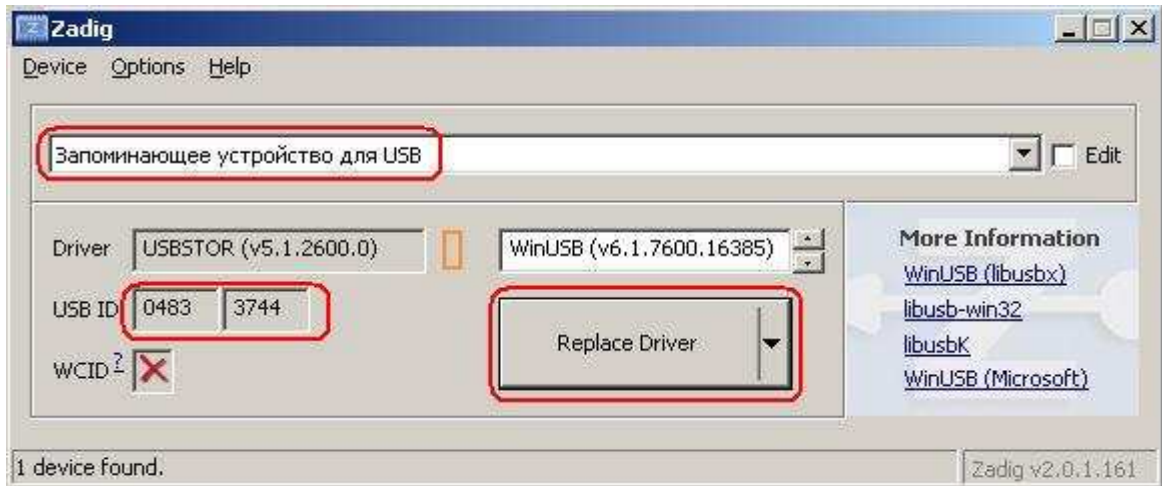 Zadig
Device Options Help
Запоминающее устройство для USB
Edit
Driver USBSTOR (v5.1.2600.0) WinUSB (v6.1.7600.16385)
USB ID 0483 3744
WCID ?
Replace Driver
More Information
WinUSB (libusbx)
libusb-win32
libusbK
WinUSB (Microsoft)
1 device found.
Zadig v2.0.1.161